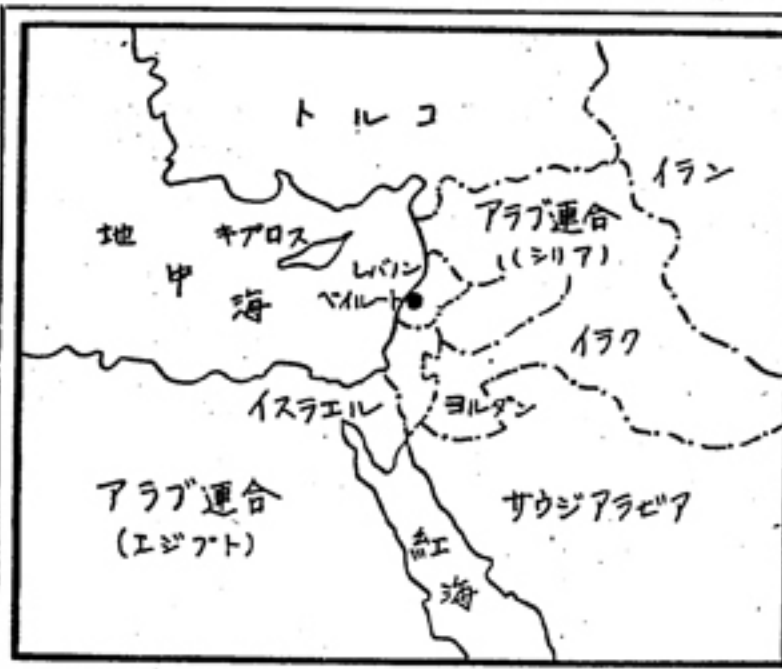 トルコ
イラン
アラブ連合
(シリア)
地中海
キプロス
レバノン
ベイルート
イラク
イスラエル
ヨルダン
アラブ連合
(エジプト)
サウジアラビア
紅海